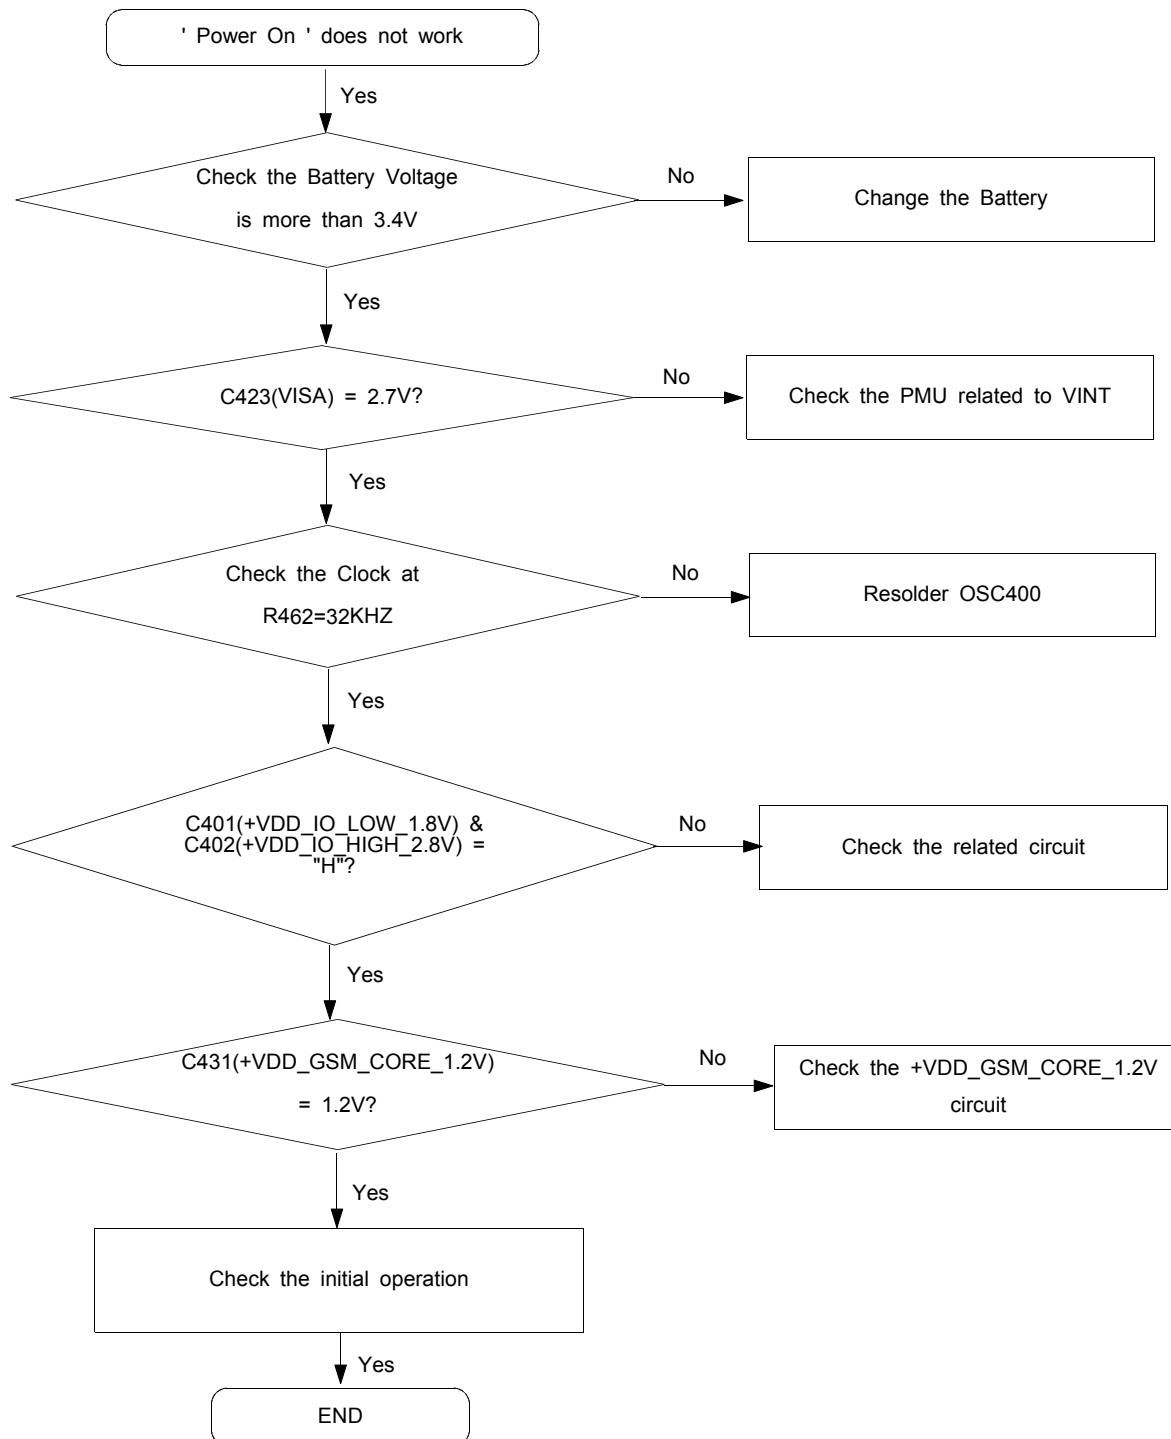 ' Power On ' does not work
Yes
Check the Battery Voltage
is more than 3.4V
No
Change the Battery
Yes
C423(VISA) = 2.7V?
No
Check the PMU related to VINT
Yes
Check the Clock at
R462=32KHZ
No
Resolder OSC400
Yes
C401(+VDD_IO_LOW_1.8V) &
C402(+VDD_IO_HIGH_2.8V) =
"H"?
No
Check the related circuit
Yes
C431(+VDD_GSM_CORE_1.2V)
= 1.2V?
No
Check the +VDD_GSM_CORE_1.2V
circuit
Yes
Check the initial operation
Yes
END